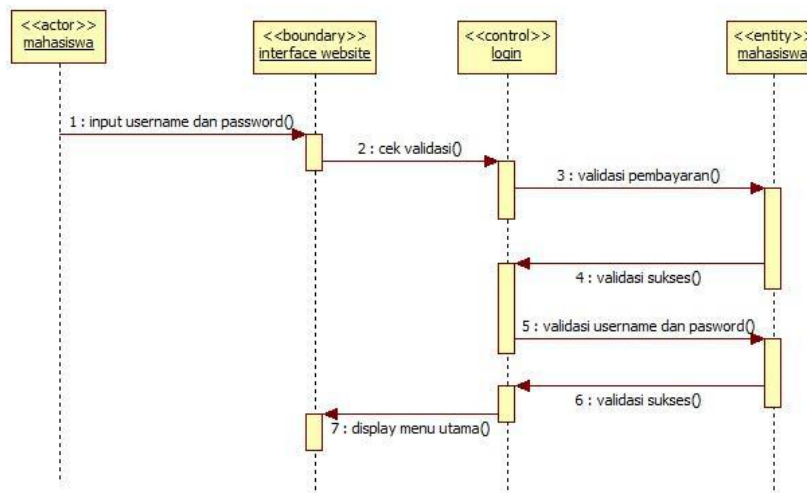 <<actor>>
mahasiswa
<<boundary>>
interface website
<<control>>
login
<<entity>>
mahasiswa
1 : input username dan password()
2 : cek validasi()
3 : validasi pembayaran()
4 : validasi sukses()
5 : validasi username dan pasword()
6 : validasi sukses()
7 : display menu utama()